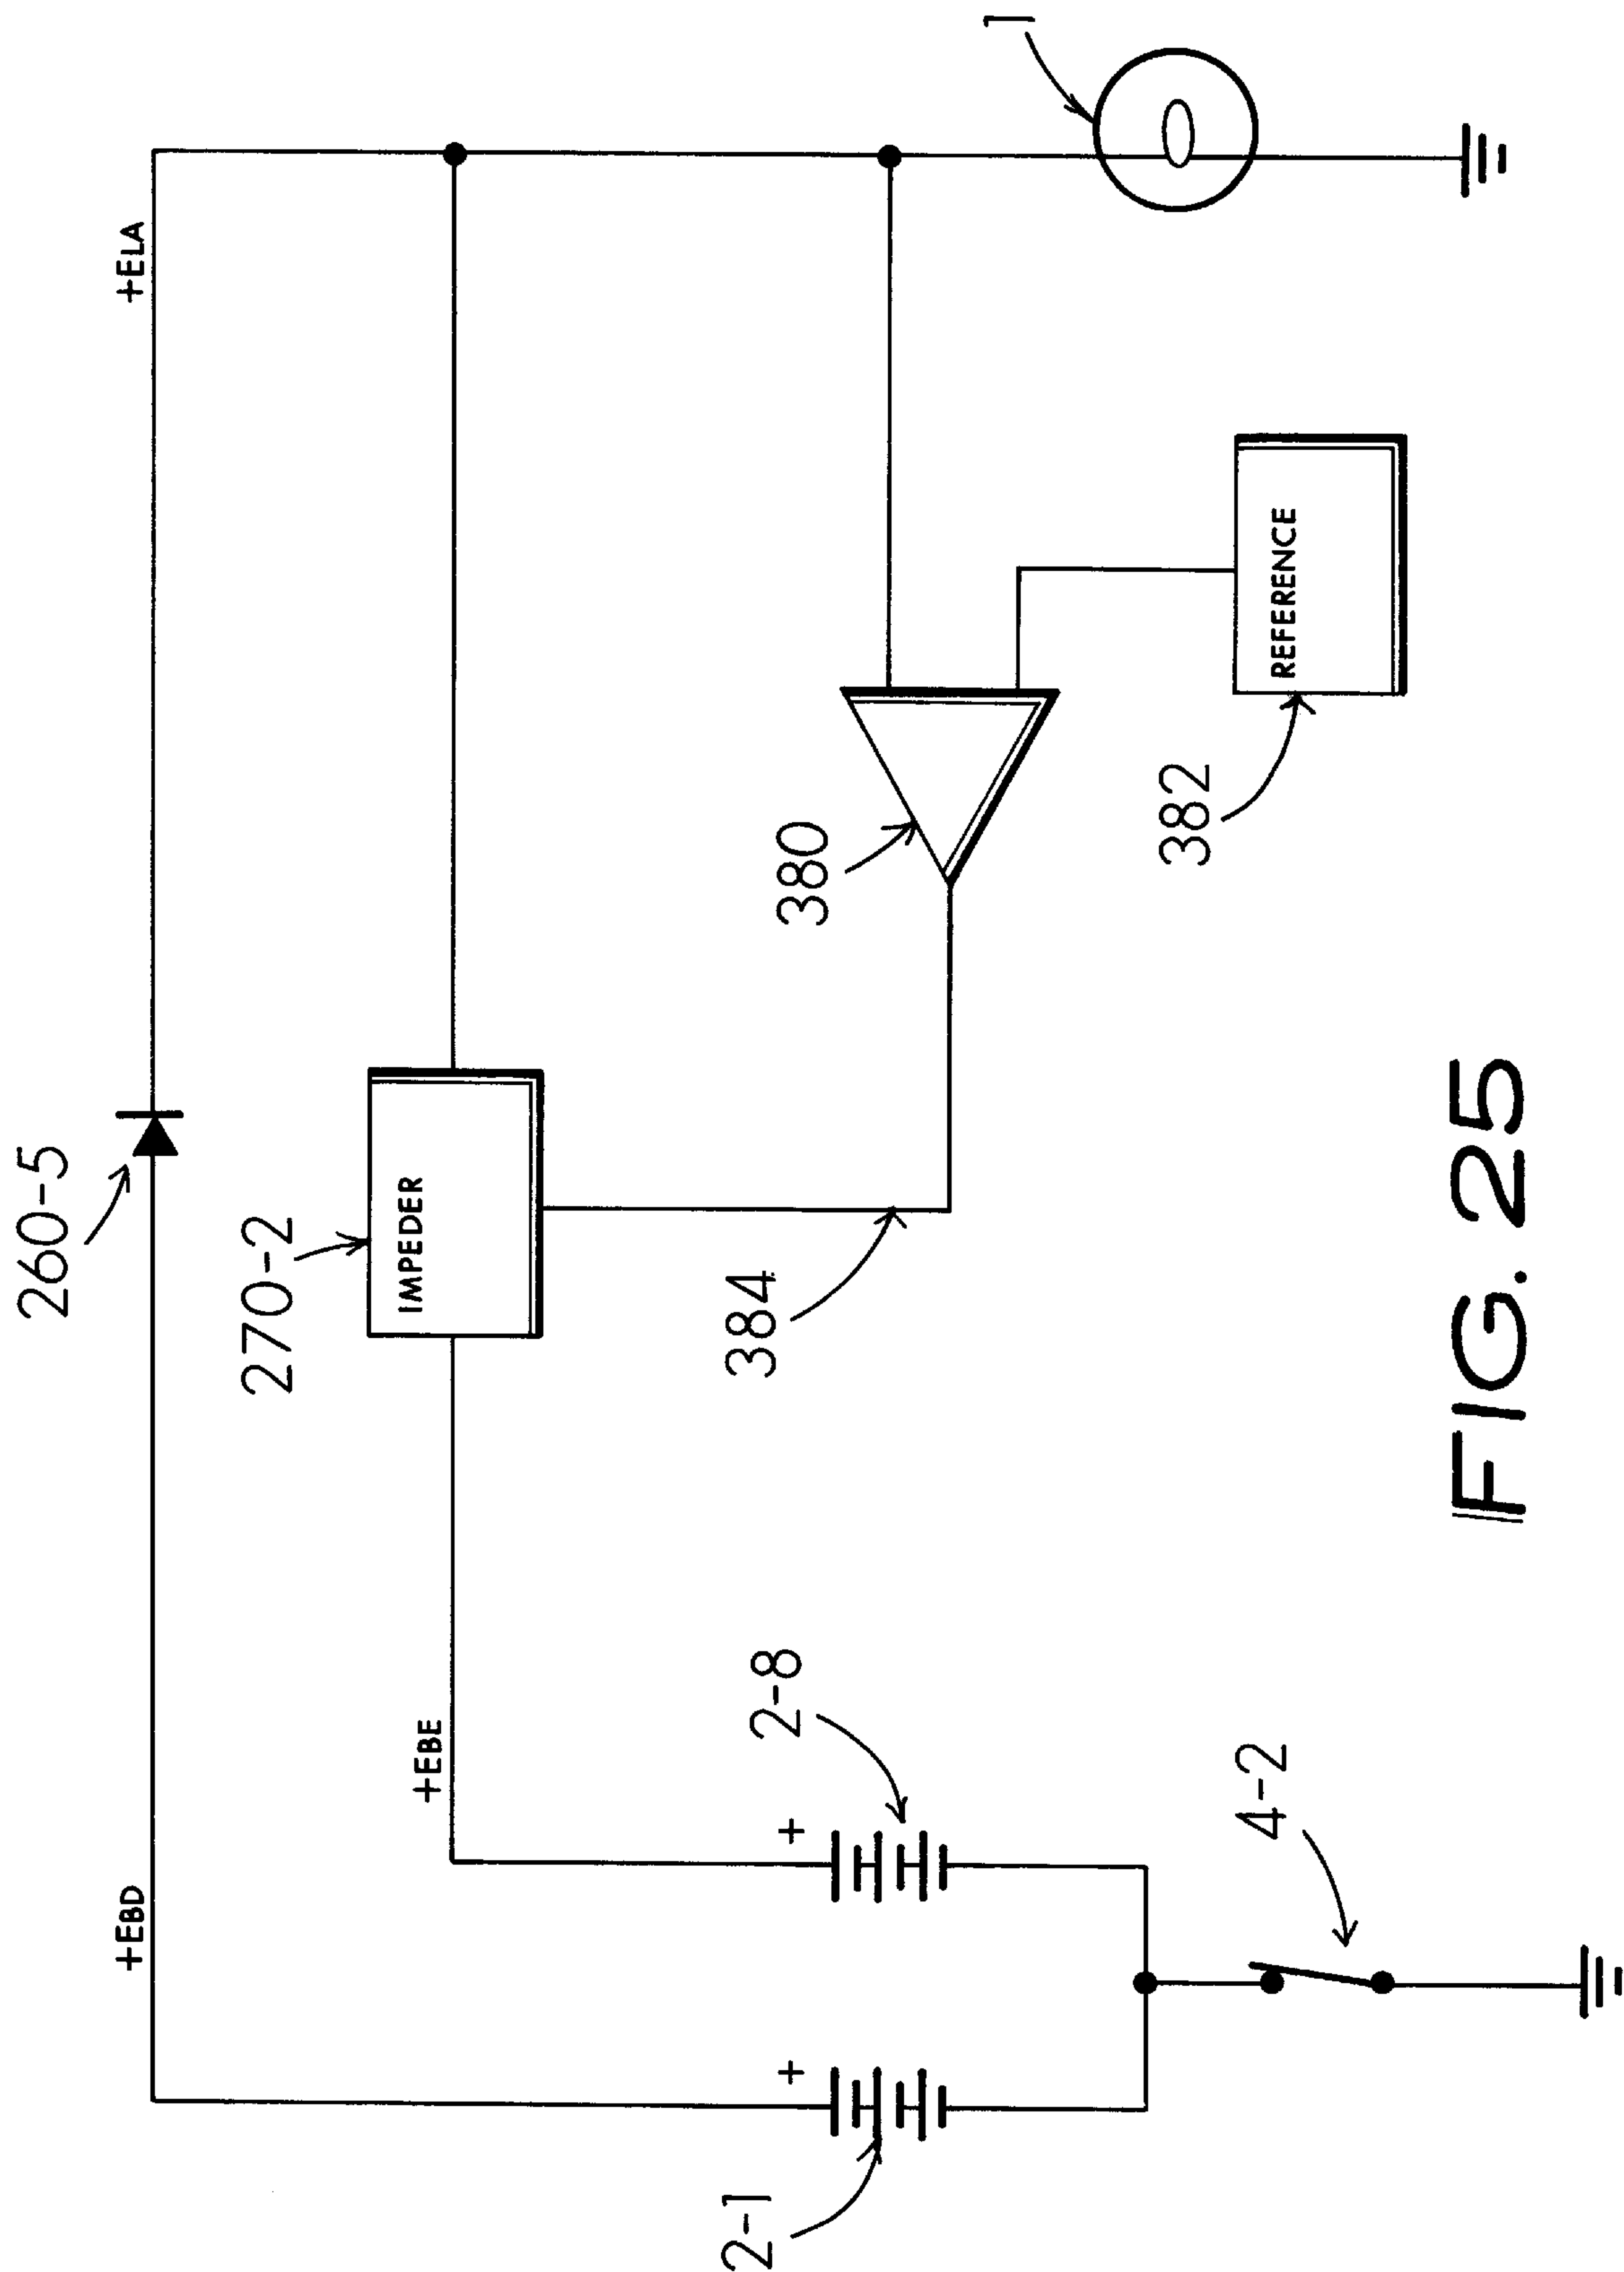 260-5
+EBD
+ELA
270-2
IMPEDER
+EBE
384
380
1
2-1
+
+
2-8
382
REFERENCE
4-2
FIG. 25